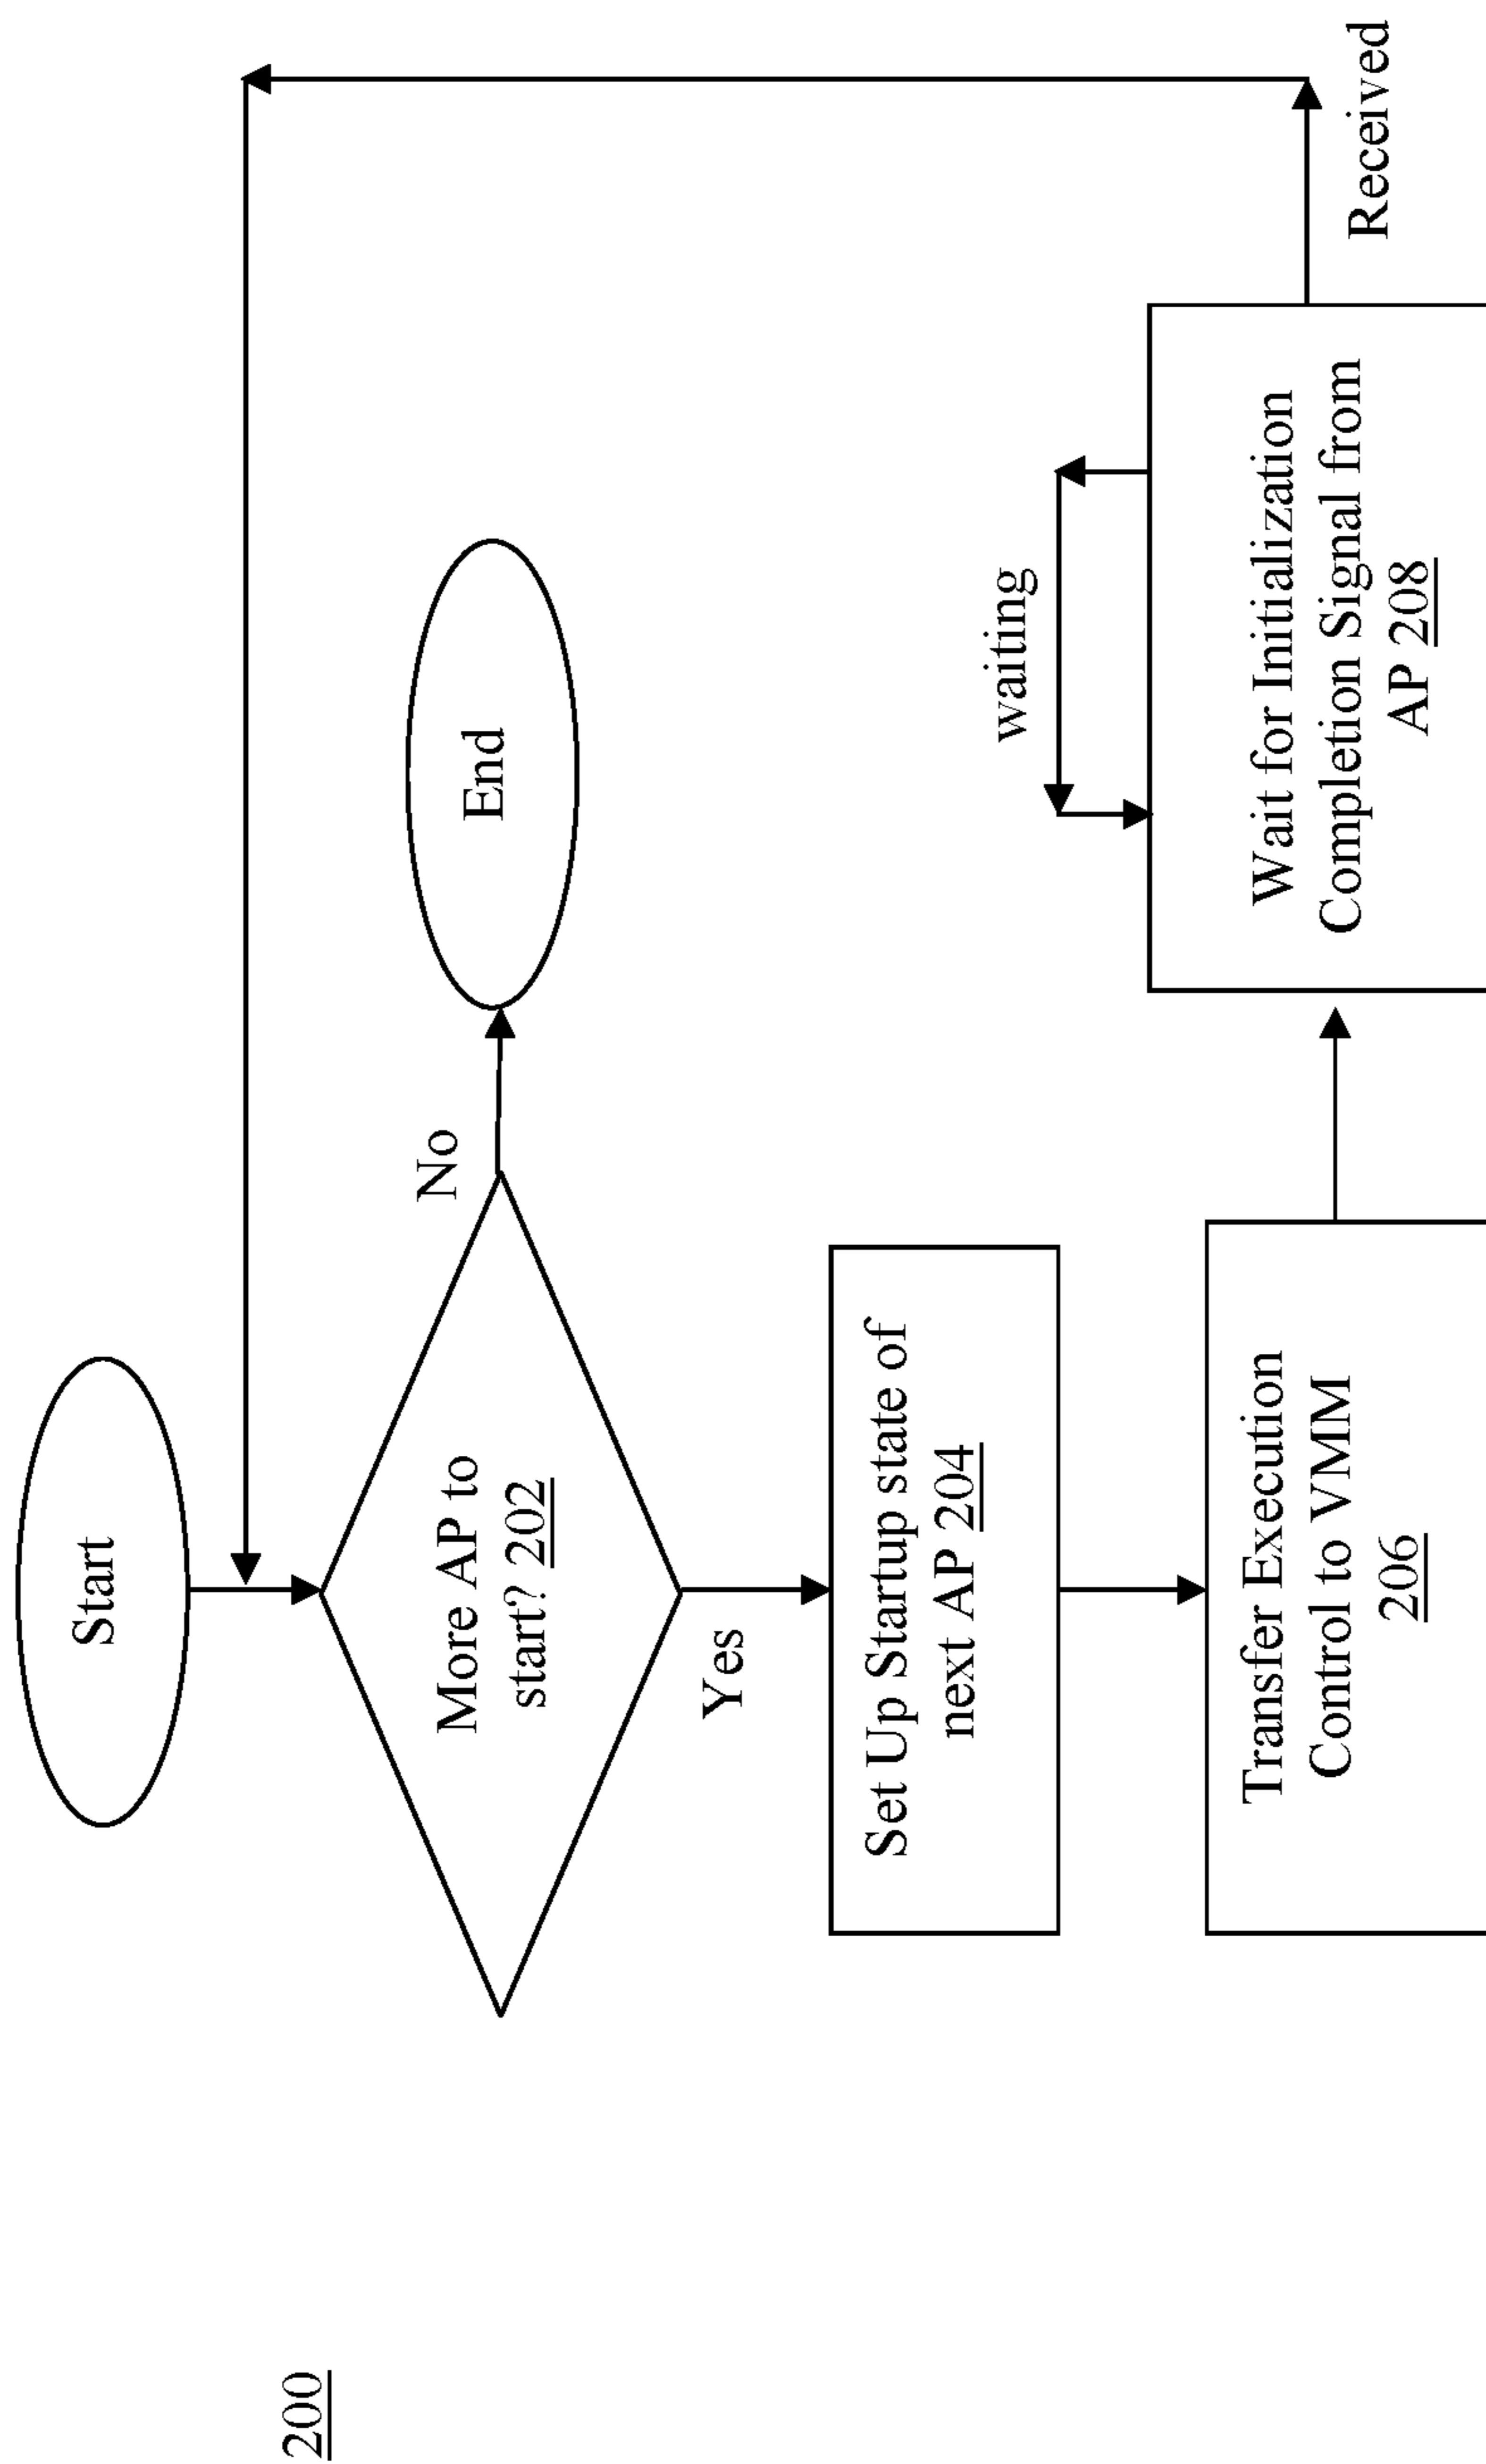 200
Start
More AP to
start? 202
No
End
Yes
Set Up Startup state of
next AP 204
Transfer Execution
Control to VMM
206
waiting
Wait for Initialization
Completion Signal from
AP 208
Received